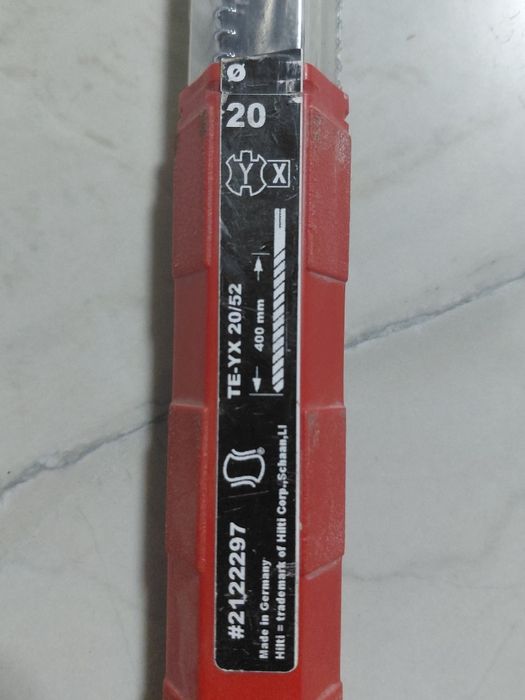 Ø
20
Y X
TE-YX 20/52
400 mm
#2122297
Made in Germany
Hilti = trademark of Hilti Corp.,Schaan,LI